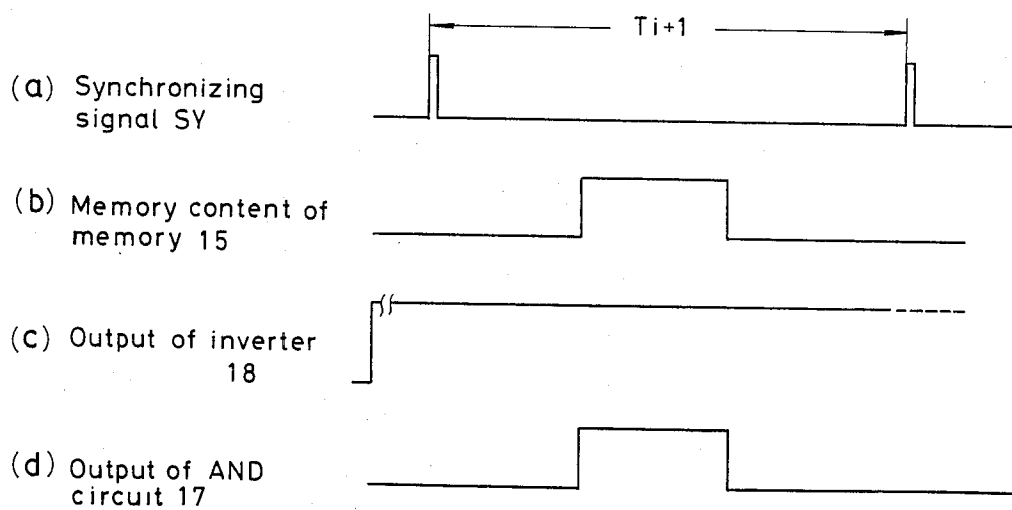 Ti+1
(a) Synchronizing
signal SY
(b) Memory content of
memory 15
(c) Output of inverter
18
(d) Output of AND
circuit 17